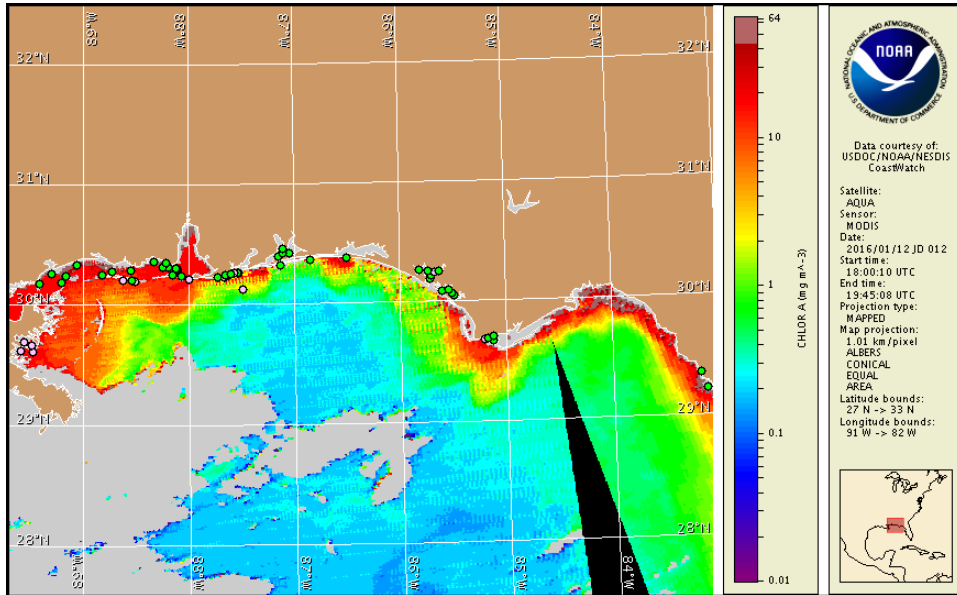 89°W
88°W
87°W
86°W
85°W
84°W
32°N
32°N
31°N
31°N
30°N
30°N
29°N
29°N
28°N
28°N
89°W
88°W
87°W
86°W
85°W
84°W
64
10
1
0.1
0.01
CHLOR A (mg m^-3)
NATIONAL OCEANIC AND ATMOSPHERIC ADMINISTRATION
NOAA
U.S. DEPARTMENT OF COMMERCE
Data courtesy of:
USDOC/NOAA/NESDIS
CoastWatch
Satellite:
AQUA
Sensor:
MODIS
Date:
2016/01/12 JD 012
Start time:
18:00:10 UTC
End time:
19:45:08 UTC
Projection type:
MAPPED
Map projection:
1.01 km/pixel
ALBERS
CONICAL
EQUAL
AREA
Latitude bounds:
27 N -> 33 N
Longitude bounds:
91 W -> 82 W